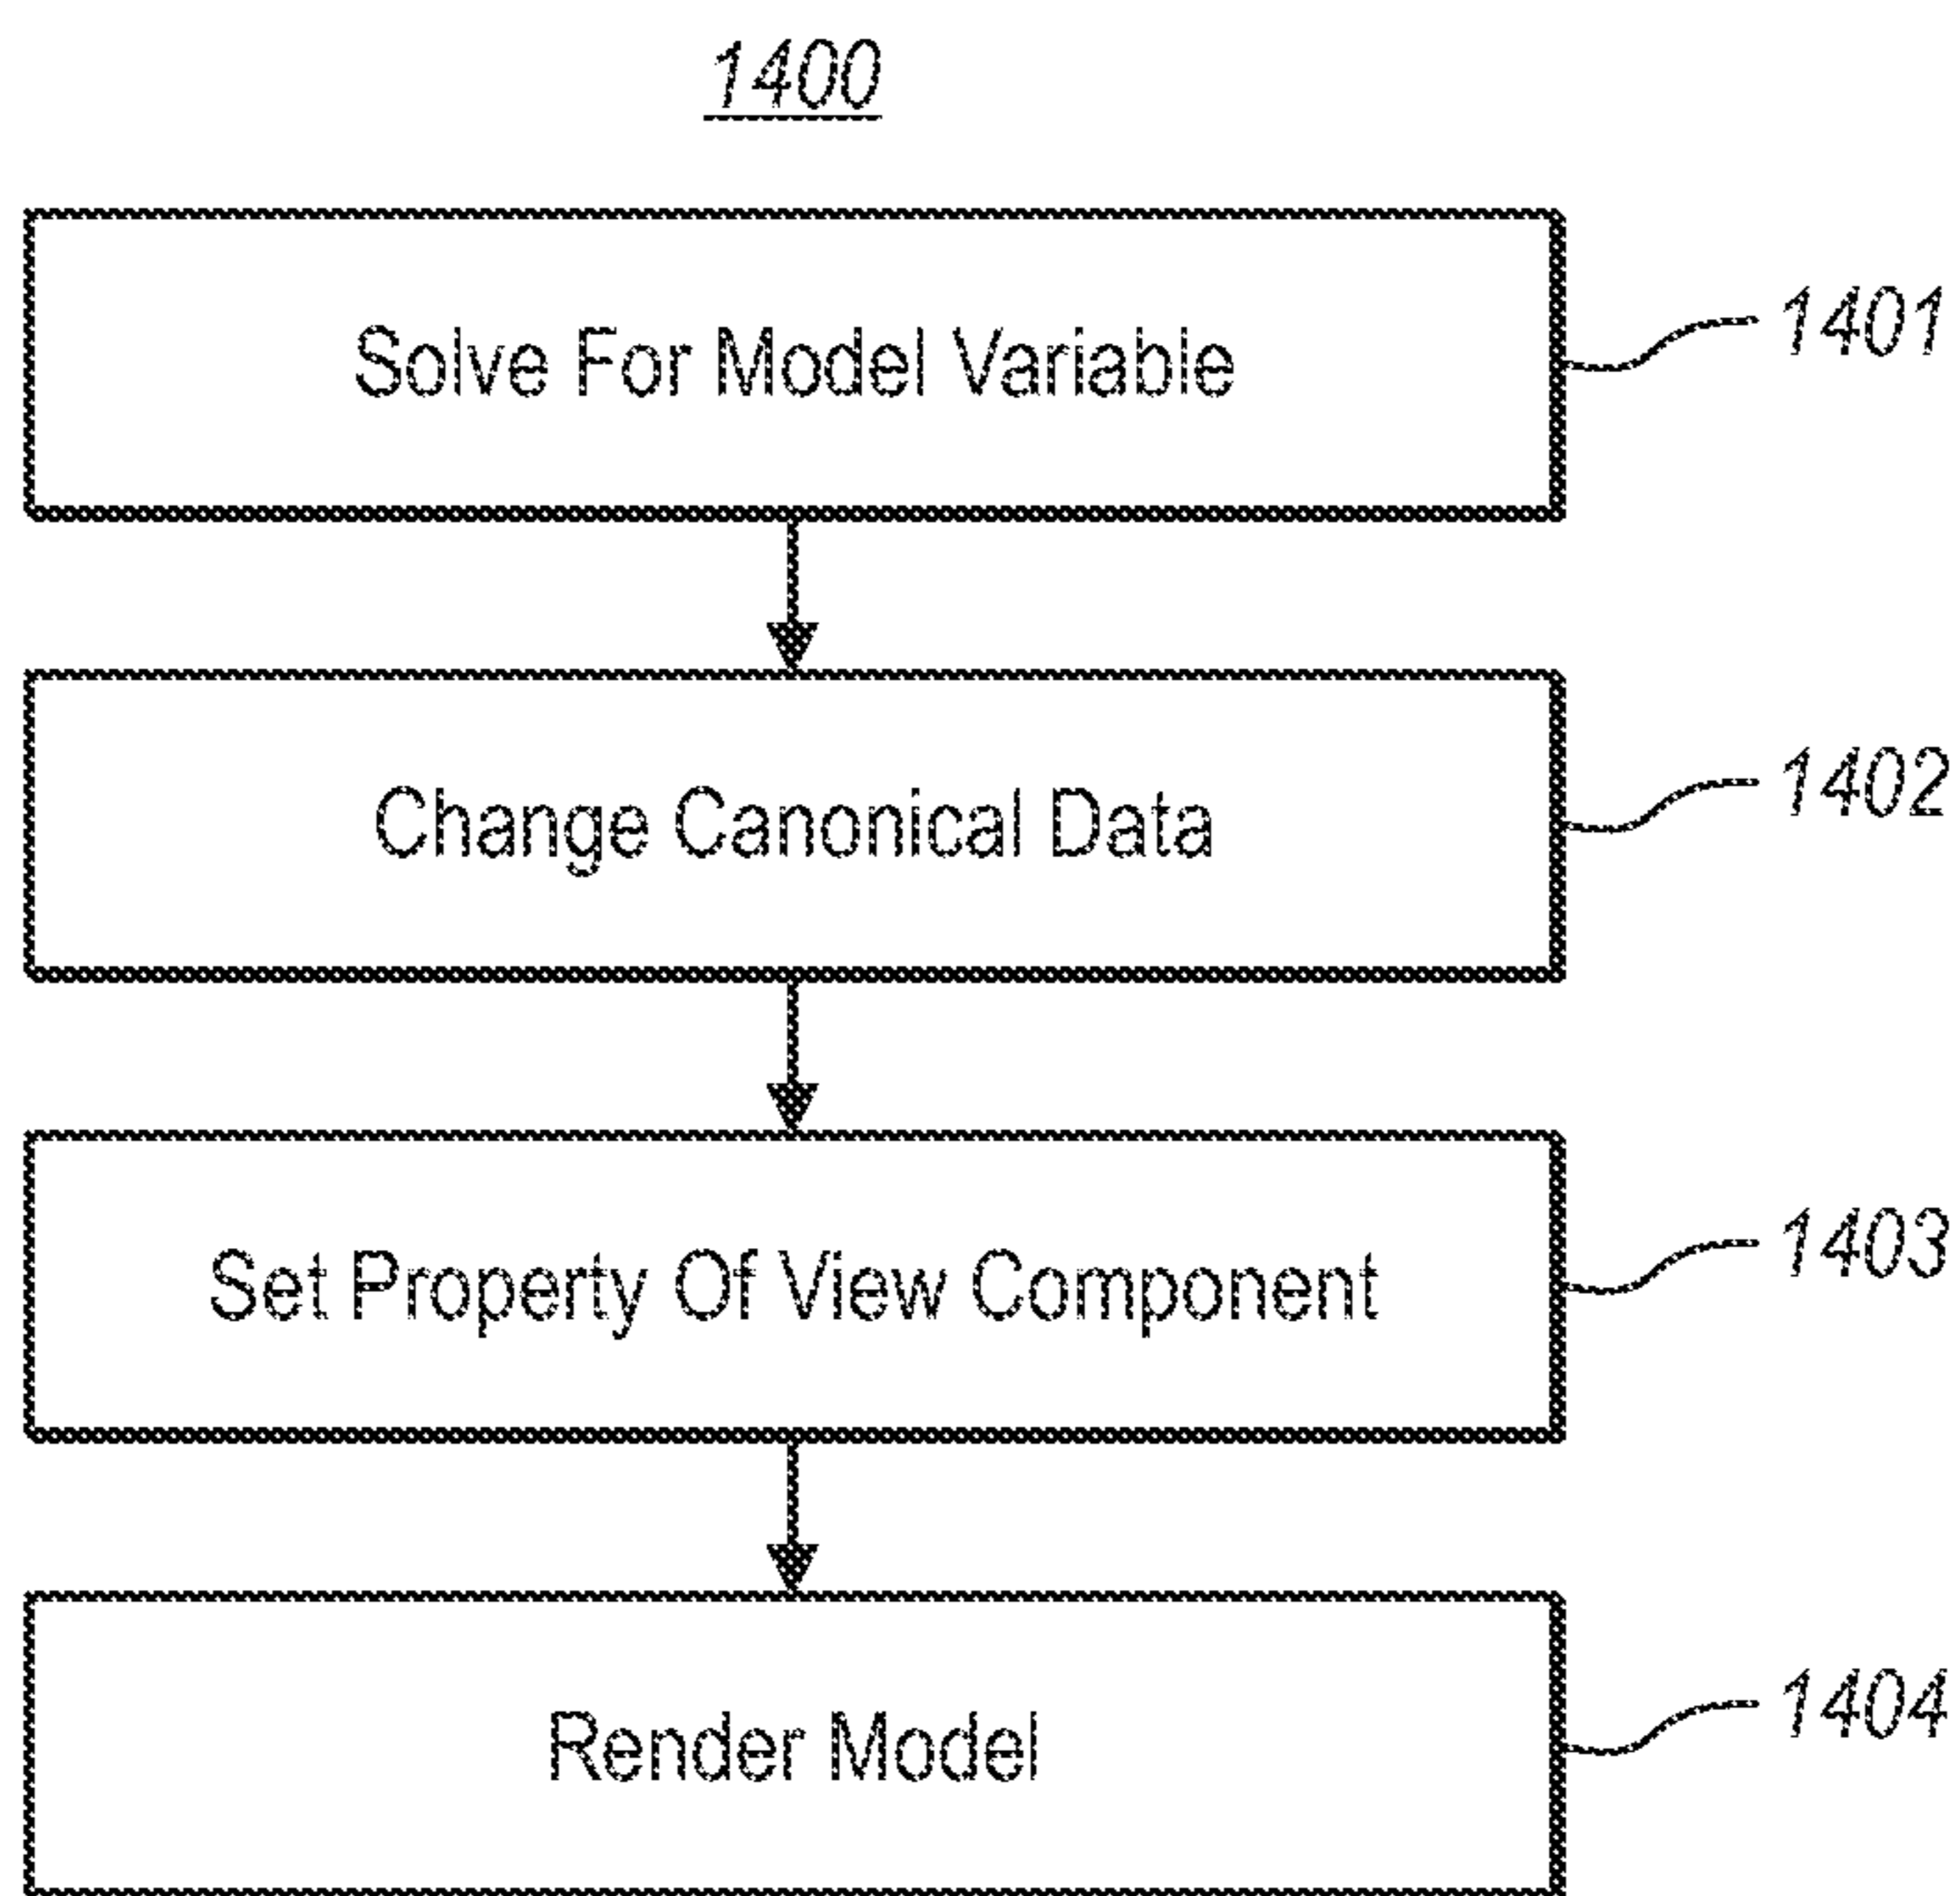 1400
Solve For Model Variable
1401
Change Canonical Data
1402
Set Property Of View Component
1403
Render Model
1404